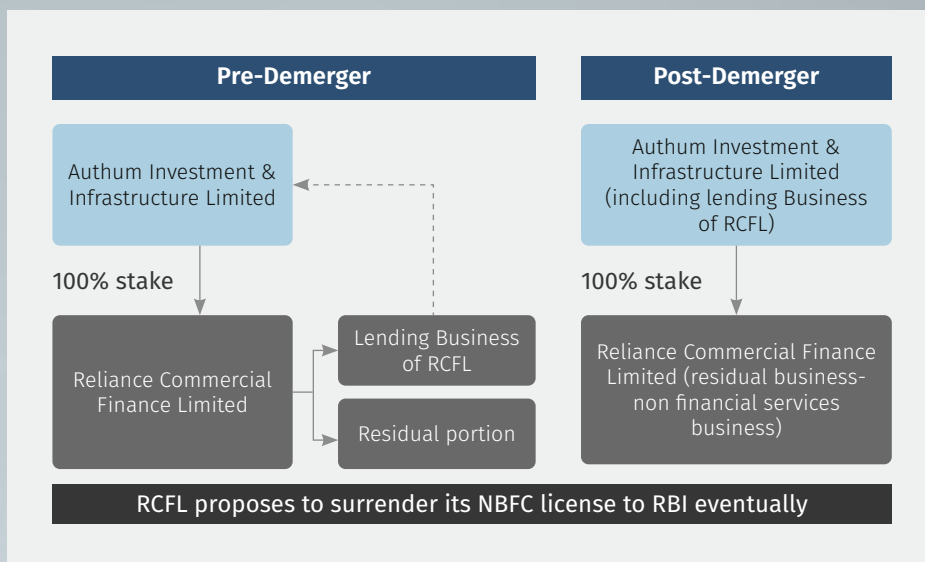 Pre-Demerger
Authum Investment &
Infrastructure Limited
100% stake
Reliance Commercial
Finance Limited
Lending Business
of RCFL
Residual portion
Post-Demerger
Authum Investment &
Infrastructure Limited
(including lending Business
of RCFL)
100% stake
Reliance Commercial Finance
Limited (residual business-
non financial services
business)
RCFL proposes to surrender its NBFC license to RBI eventually